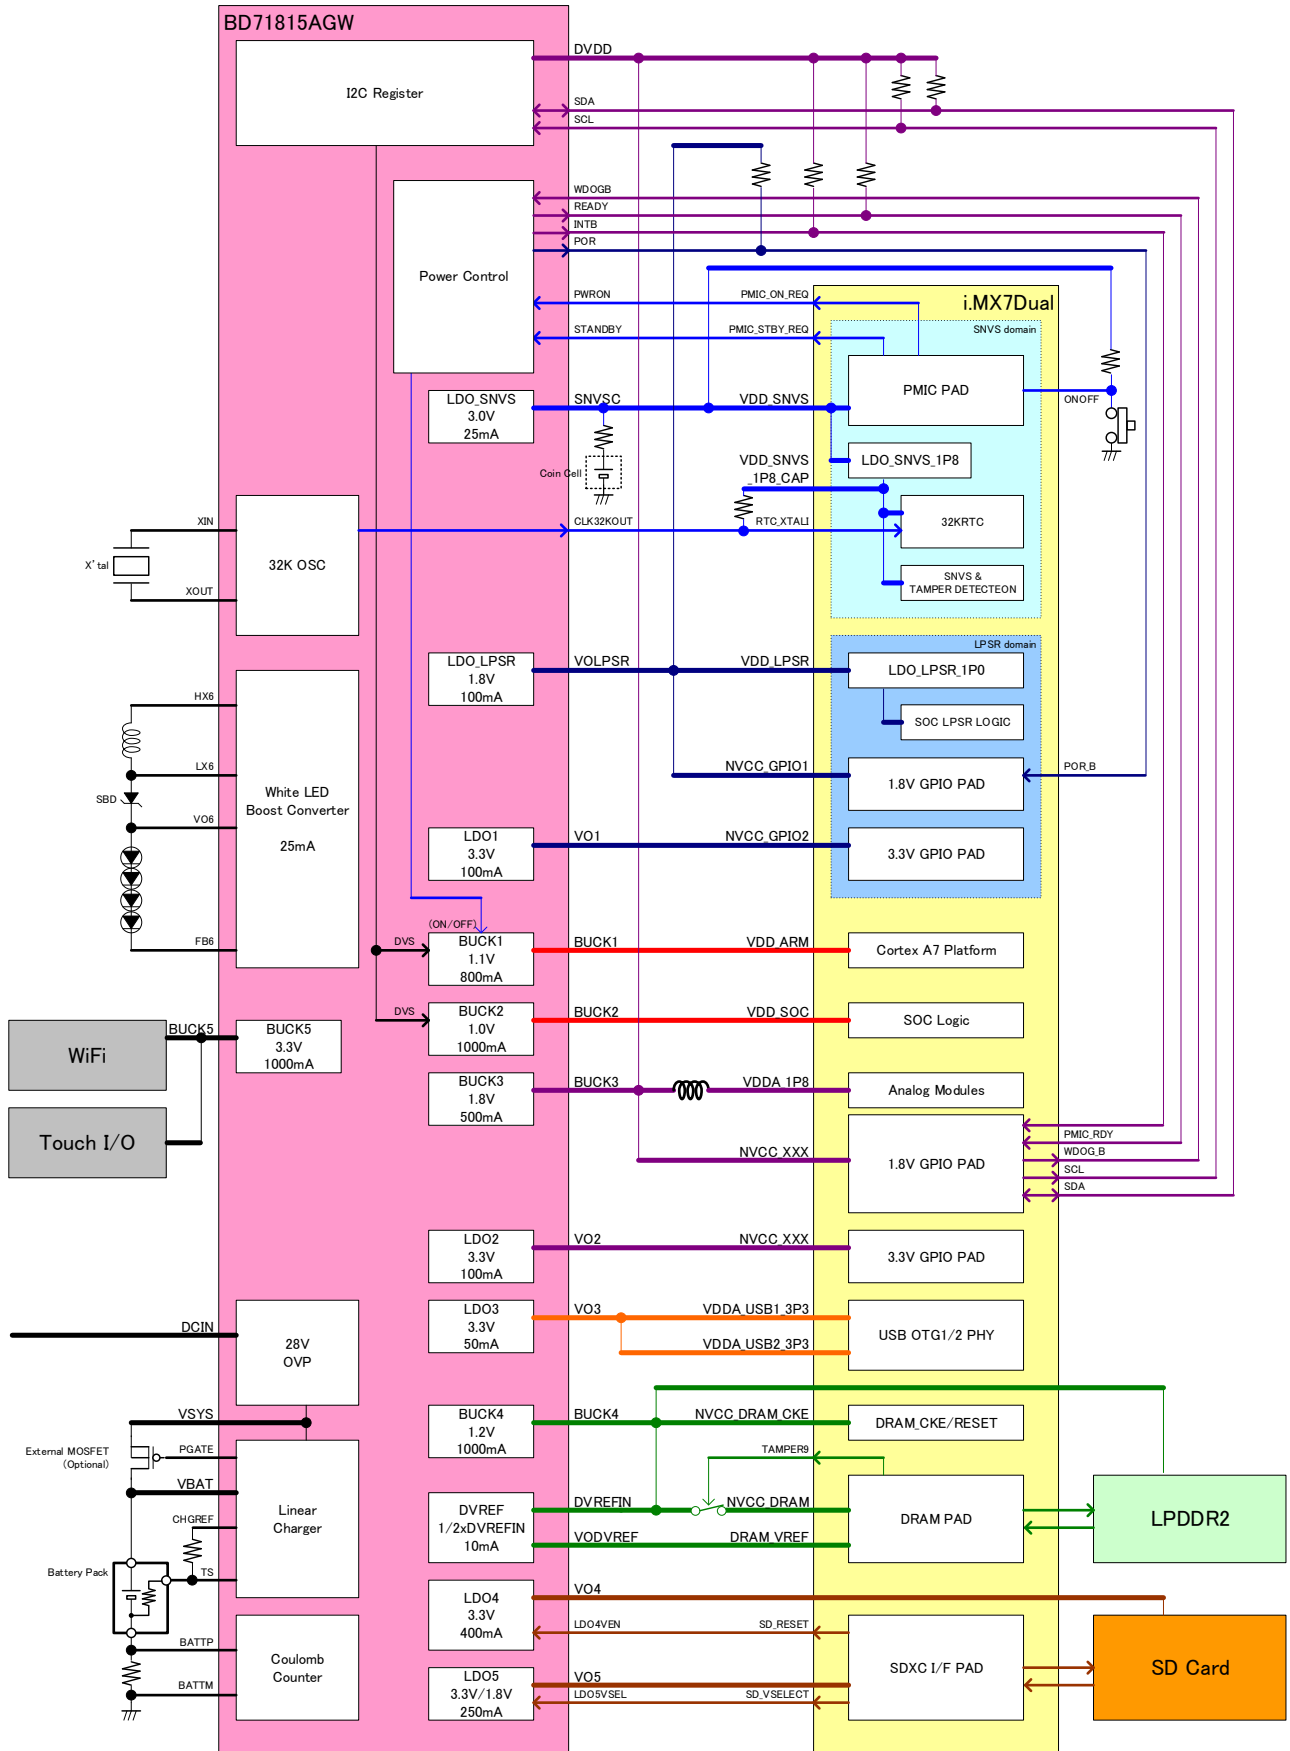 BD71815AGW
DVDD
I2C Register
SDA
SCL
WDOGB
READY
INTB
POR
Power Control
PWRON
PMIC_ON_REQ
i.MX7Dual
SNVS domain
STANDBY
PMIC_STBY_REQ
PMIC PAD
ONOFF
LDO_SNVS
3.0V
25mA
SNVSC
VDD_SNVS
Coin Cell
VDD_SNVS
_1P8_CAP
LDO_SNVS_1P8
XIN
X'tal
XOUT
32K OSC
CLK32KOUT
RTC_XTALI
32KRTC
SNVS &
TAMPER DETECTEON
LPSR domain
LDO_LPSR
1.8V
100mA
VOLPSR
VDD_LPSR
LDO_LPSR_1P0
SOC LPSR LOGIC
HX6
LX6
SBD
VO6
FB6
White LED
Boost Converter
25mA
NVCC_GPIO1
1.8V GPIO PAD
POR_B
LDO1
3.3V
100mA
VO1
NVCC_GPIO2
3.3V GPIO PAD
(ON/OFF)
DVS
BUCK1
1.1V
800mA
BUCK1
VDD_ARM
Cortex A7 Platform
DVS
BUCK2
1.0V
1000mA
BUCK2
VDD_SOC
SOC Logic
WiFi
BUCK5
BUCK5
3.3V
1000mA
Touch I/O
BUCK3
1.8V
500mA
BUCK3
VDDA_1P8
Analog Modules
NVCC_XXX
1.8V GPIO PAD
PMIC_RDY
WDOG_B
SCL
SDA
LDO2
3.3V
100mA
VO2
NVCC_XXX
3.3V GPIO PAD
DCIN
28V
OVP
LDO3
3.3V
50mA
VO3
VDDA_USB1_3P3
VDDA_USB2_3P3
USB OTG1/2 PHY
VSYS
External MOSFET
(Optional)
PGATE
VBAT
CHGREF
Battery Pack
TS
Linear
Charger
BUCK4
1.2V
1000mA
BUCK4
NVCC_DRAM_CKE
DRAM_CKE/RESET
TAMPER9
DVREF
1/2xDVREFIN
10mA
DVREFIN
NVCC_DRAM
VODVREF
DRAM_VREF
DRAM PAD
LPDDR2
BATTP
BATTM
Coulomb
Counter
LDO4
3.3V
400mA
VO4
LDO4VEN
SD_RESET
SDXC I/F PAD
SD Card
LDO5
3.3V/1.8V
250mA
VO5
LDO5VSEL
SD_VSELECT